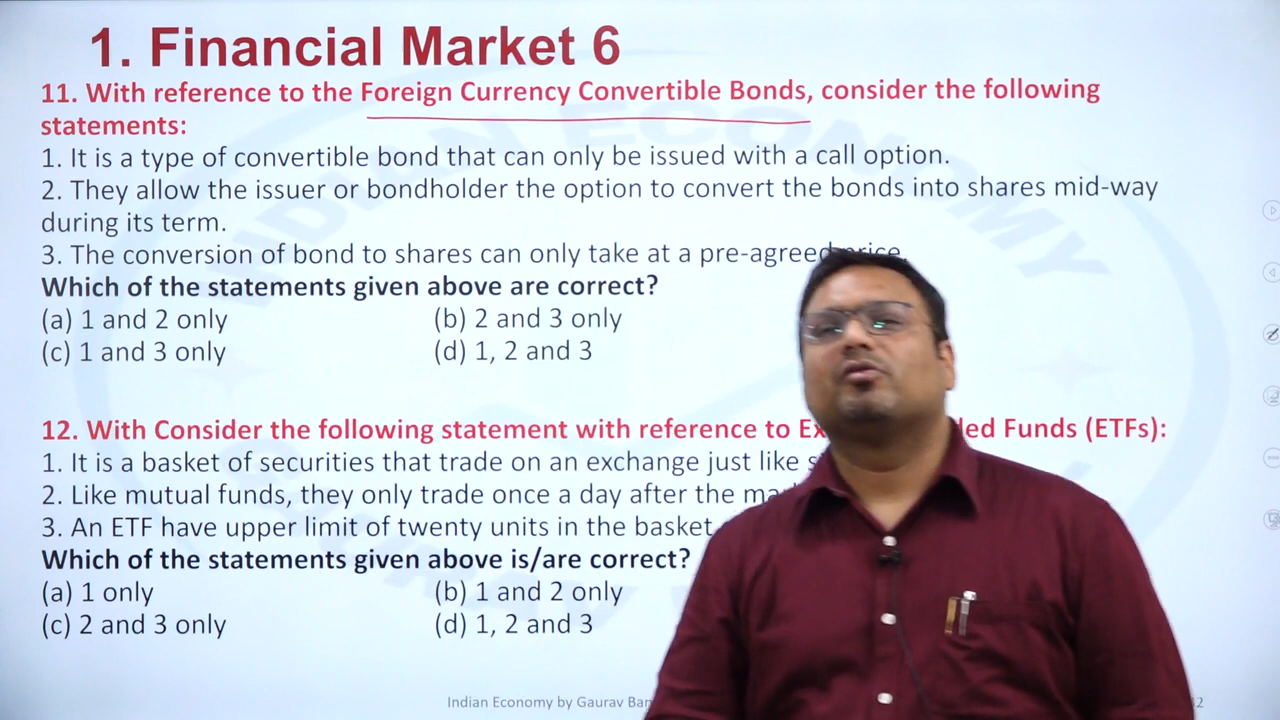 1. Financial Market 6
11. With reference to the Foreign Currency Convertible Bonds, consider the following
statements:
1. It is a type of convertible bond that can only be issued with a call option.
2. They allow the issuer or bondholder the option to convert the bonds into shares mid-way
during its term.
3. The conversion of bond to shares can only take at a pre-agreed price.
Which of the statements given above are correct?
(a) 1 and 2 only (b) 2 and 3 only
(c) 1 and 3 only (d) 1, 2 and 3
12. With Consider the following statement with reference to Ex led Funds (ETFs):
1. It is a basket of securities that trade on an exchange just like
2. Like mutual funds, they only trade once a day after the
3. An ETF have upper limit of twenty units in the basket
Which of the statements given above is/are correct?
(a) 1 only (b) 1 and 2 only
(c) 2 and 3 only (d) 1, 2 and 3
Indian Economy by Gaurav